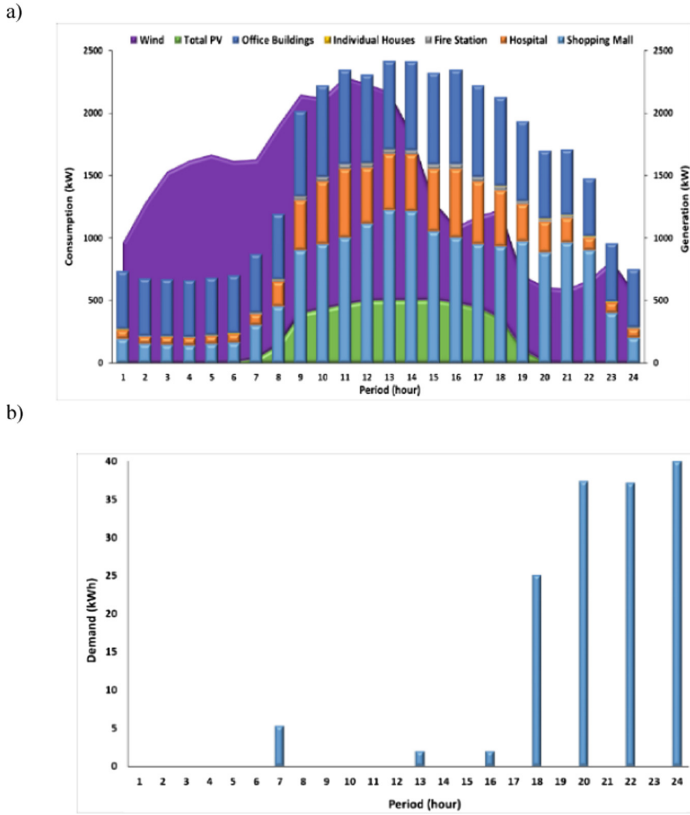 a)
Wind Total PV Office Buildings Individual Houses Fire Station Hospital Shopping Mall
2500 2500
2000 2000
1500 1500
1000 1000
500 500
0 0
Consumption (kW)
Generation (kW)
1 2 3 4 5 6 7 8 9 10 11 12 13 14 15 16 17 18 19 20 21 22 23 24
Period (hour)
b)
40
35
30
25
20
15
10
5
0
Demand (kWh)
1 2 3 4 5 6 7 8 9 10 11 12 13 14 15 16 17 18 19 20 21 22 23 24
Period (hour)